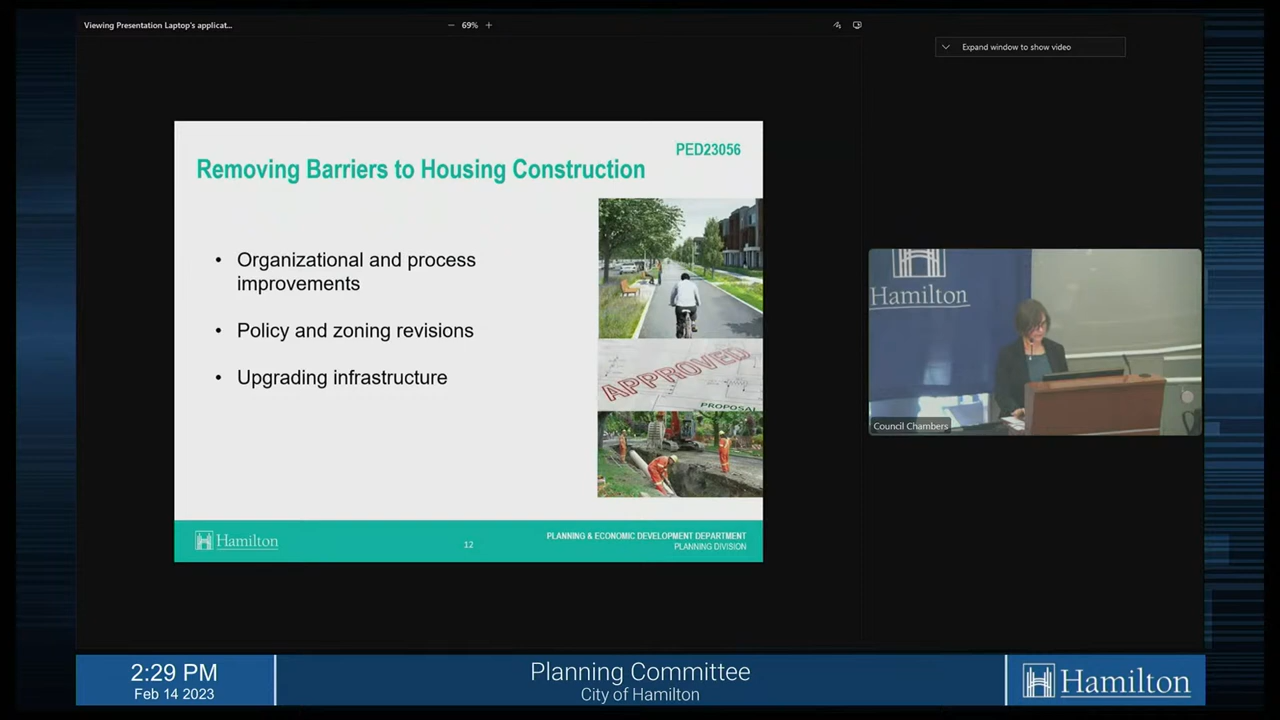 Viewing Presentation Laptop's applicat...
69%
Expand window to show video
PED23056
Removing Barriers to Housing Construction
• Organizational and process
improvements
• Policy and zoning revisions
• Upgrading infrastructure
APPROVED
PROPOSAL
Hamilton
12
PLANNING & ECONOMIC DEVELOPMENT DEPARTMENT
PLANNING DIVISION
Hamilton
Council Chambers
2:29 PM
Feb 14 2023
Planning Committee
City of Hamilton
Hamilton